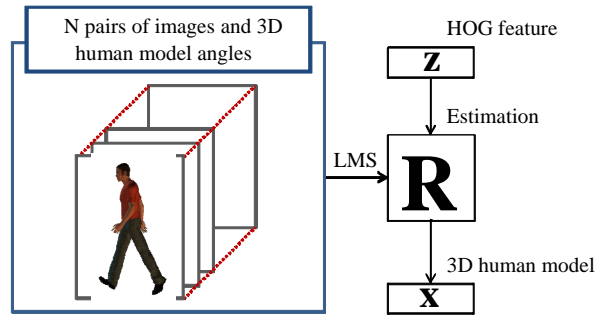 N pairs of images and 3D
human model angles
HOG feature
z
Estimation
LMS
R
3D human model
x